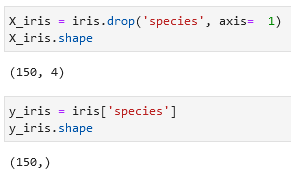 X_iris = iris.drop('species', axis=  1)
X_iris.shape
(150, 4)
y_iris = iris['species']
y_iris.shape
(150,)